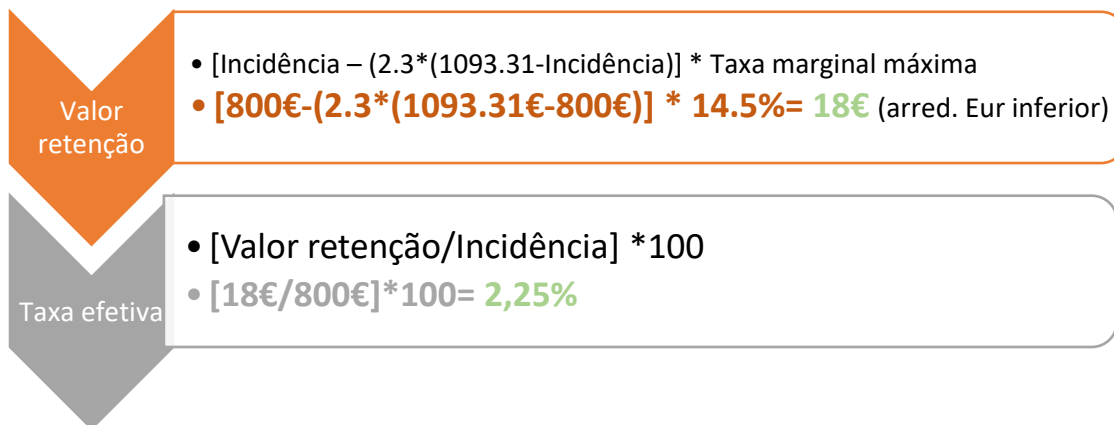 Valor
retenção
• [Incidência – (2.3*(1093.31-Incidência)] * Taxa marginal máxima
• [800€-(2.3*(1093.31€-800€)] * 14.5%= 18€ (arred. Eur inferior)
Taxa efetiva
• [Valor retenção/Incidência] *100
• [18€/800€]*100= 2,25%